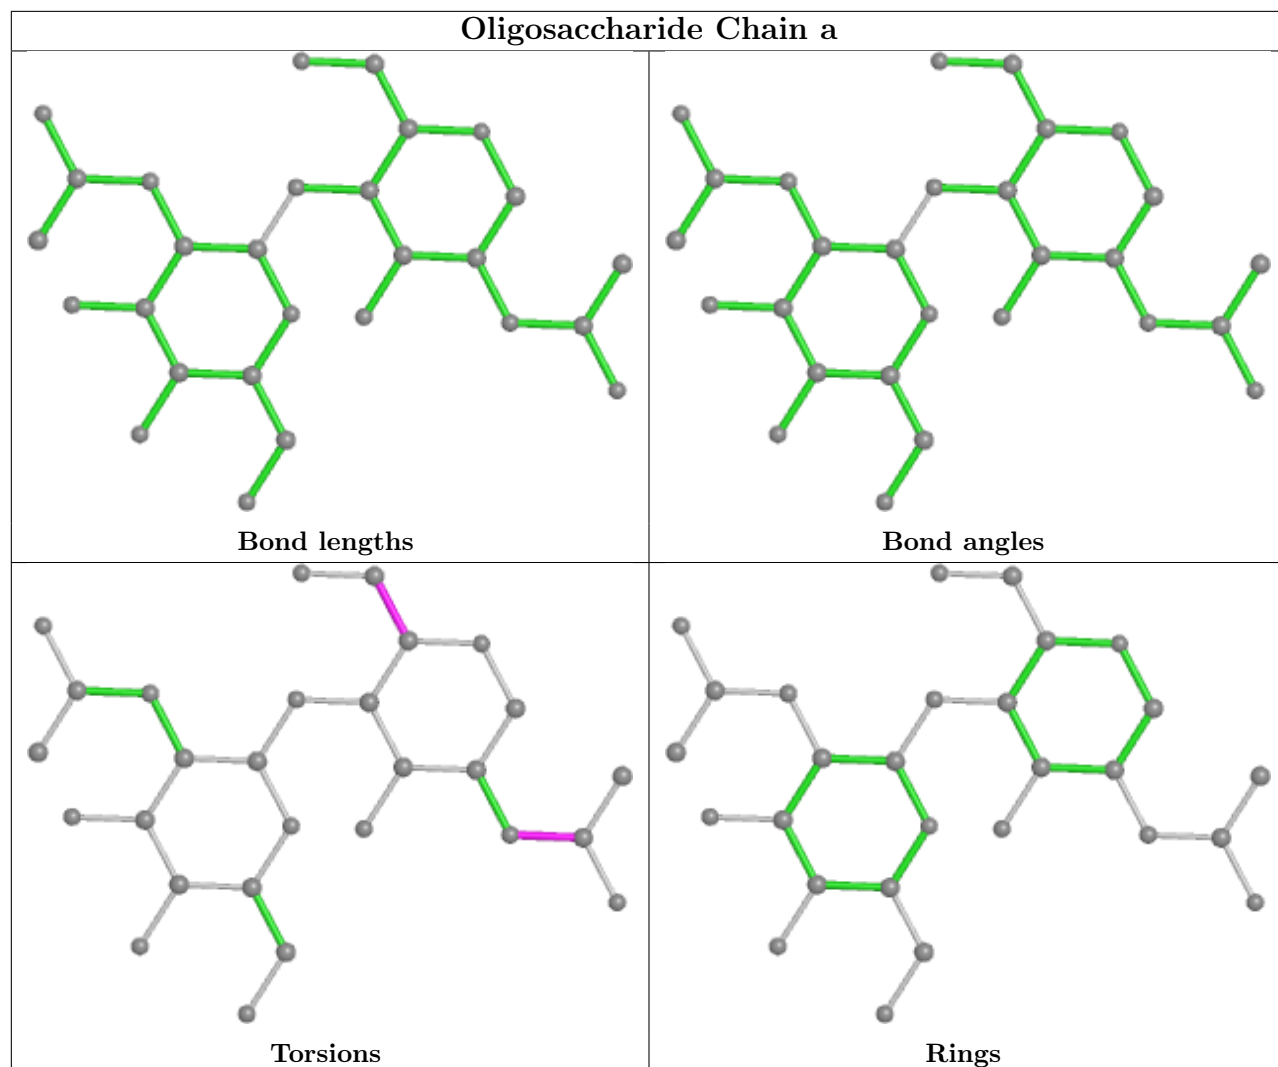 Oligosaccharide Chain a
Bond lengths
Bond angles
Torsions
Rings